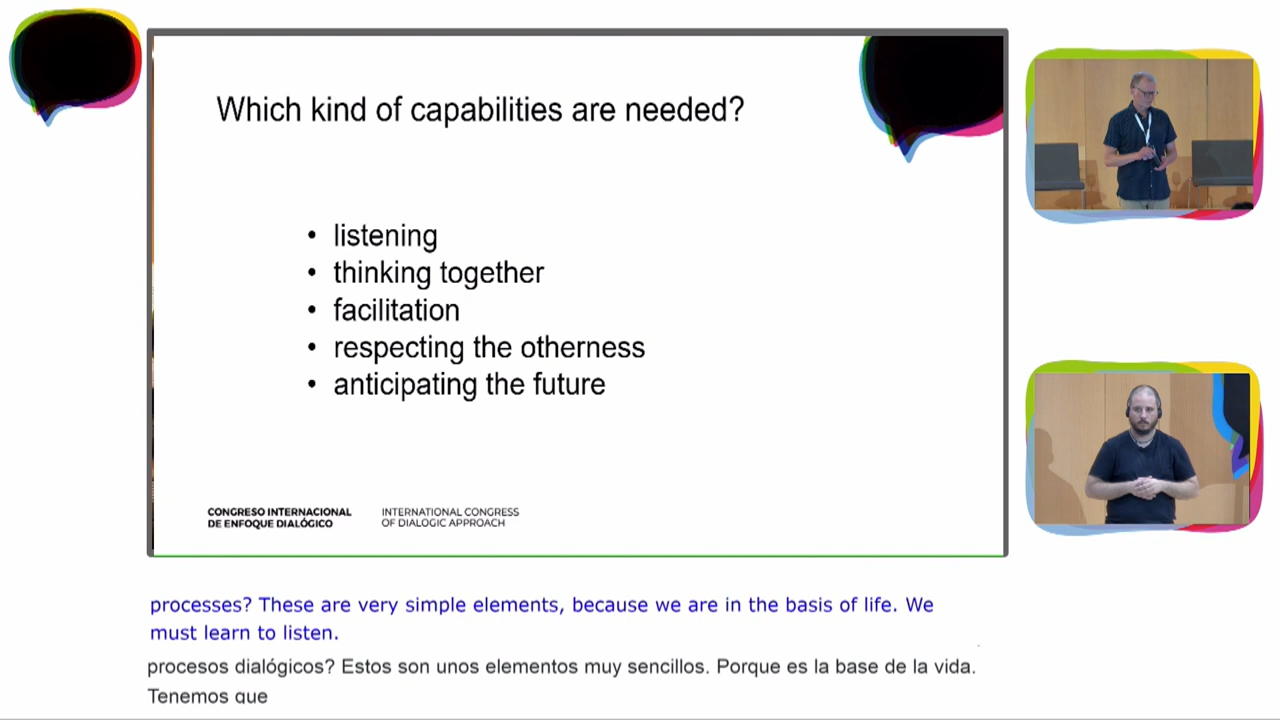 Which kind of capabilities are needed?
• listening
• thinking together
• facilitation
• respecting the otherness
• anticipating the future
CONGRESO INTERNACIONAL
DE ENFOQUE DIALÓGICO
INTERNATIONAL CONGRESS
OF DIALOGIC APPROACH
processes? These are very simple elements, because we are in the basis of life. We
must learn to listen.
procesos dialógicos? Estos son unos elementos muy sencillos. Porque es la base de la vida.
Tenemos que